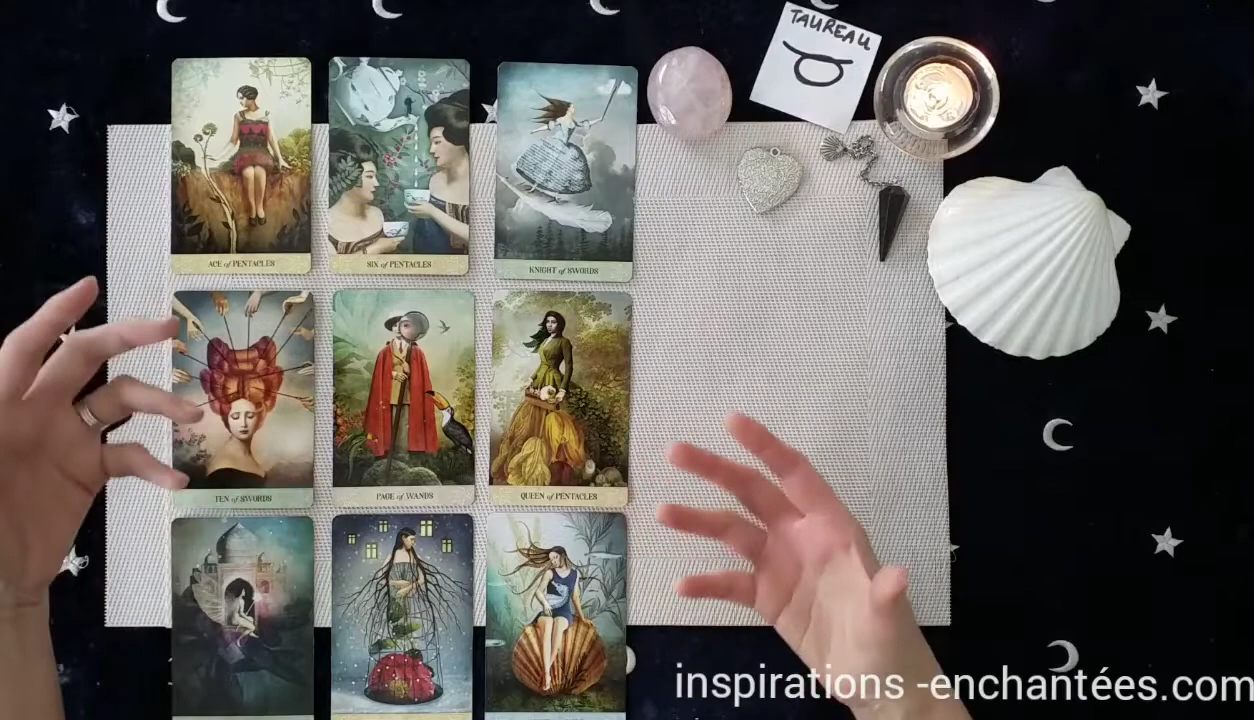 TAUREAU
ACE of PENTACLES
SIX of PENTACLES
KNIGHT of SWORDS
TEN of SWORDS
PAGE of WANDS
QUEEN of PENTACLES
inspirations -enchantées.com